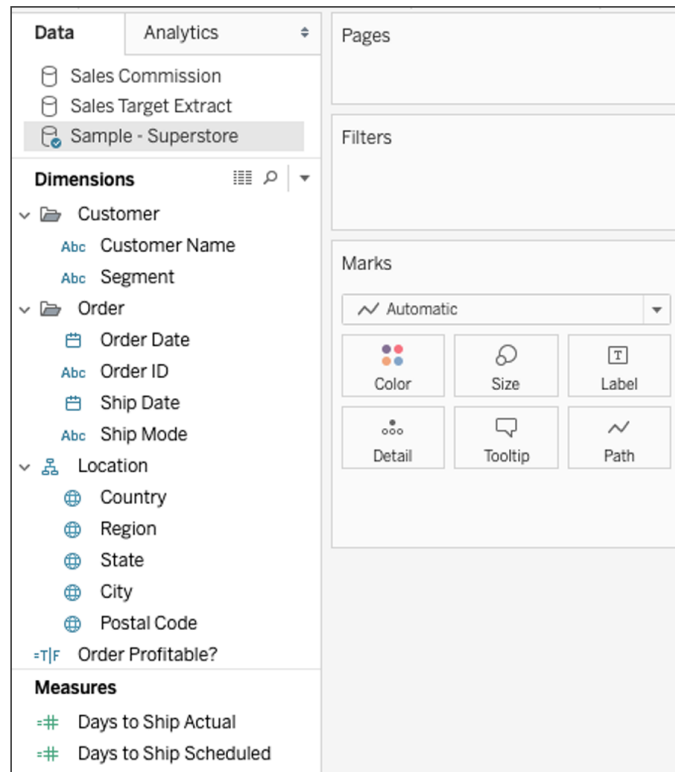 Data
Analytics
Sales Commission
Sales Target Extract
Sample - Superstore
Dimensions
Customer
Abc Customer Name
Abc Segment
Order
Order Date
Abc Order ID
Ship Date
Abc Ship Mode
Location
Country
Region
State
City
Postal Code
=T|F Order Profitable?
Measures
=# Days to Ship Actual
=# Days to Ship Scheduled
Pages
Filters
Marks
Automatic
Color
Size
T
Label
Detail
Tooltip
Path